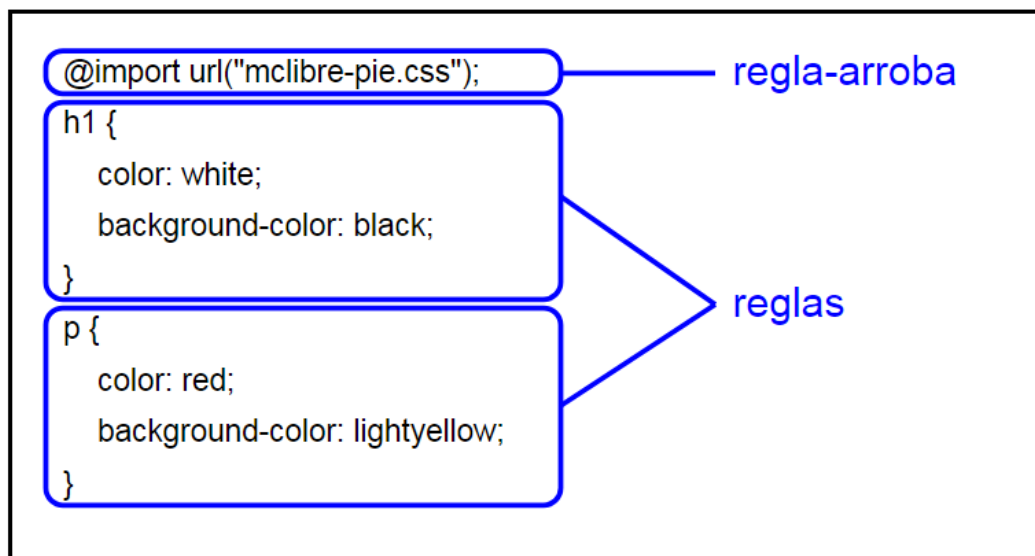 @import url("mclibre-pie.css");
regla-arroba
h1 {
color: white;
background-color: black;
}
reglas
p {
color: red;
background-color: lightyellow;
}